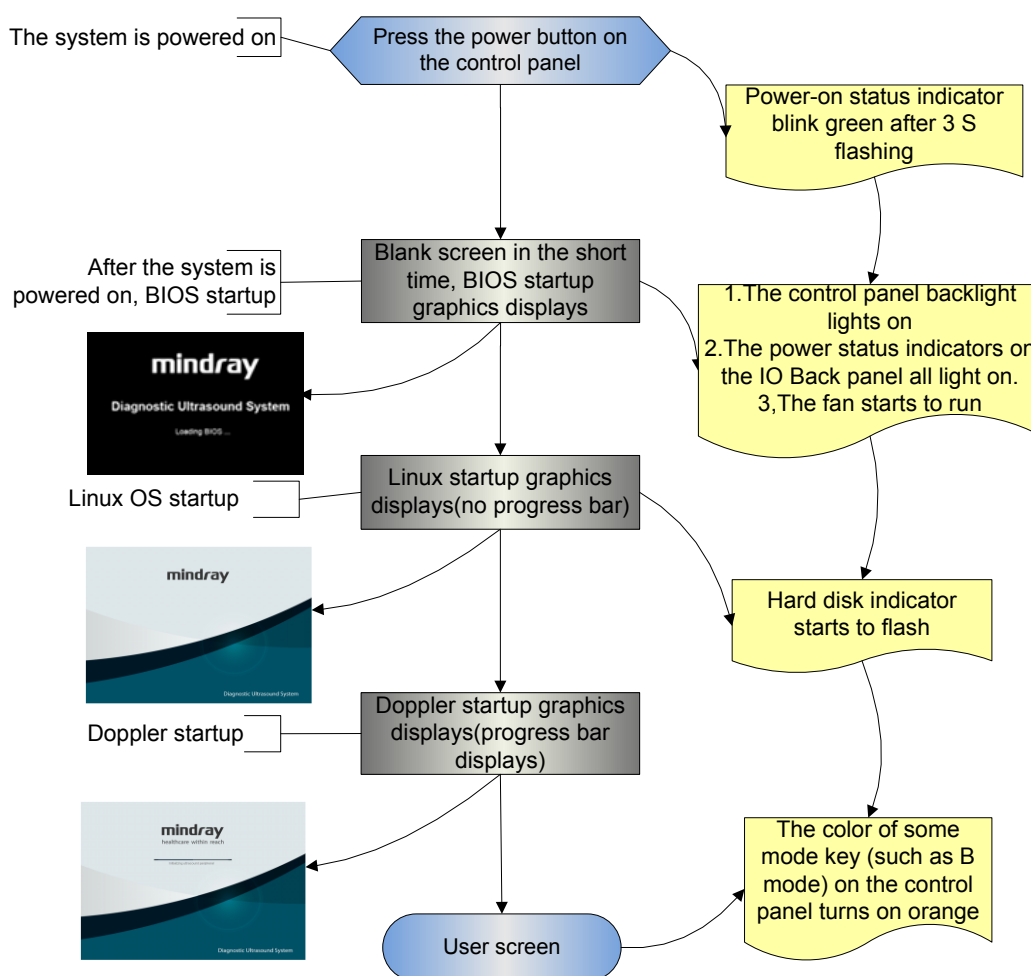 The system is powered on
Press the power button on
the control panel
Power-on status indicator
blink green after 3 S
flashing
After the system is
powered on, BIOS startup
Blank screen in the short
time, BIOS startup
graphics displays
1.The control panel backlight
lights on
2.The power status indicators on
the IO Back panel all light on.
3,The fan starts to run
mindray
Diagnostic Ultrasound System
Loading BIOS ...
Linux OS startup
Linux startup graphics
displays(no progress bar)
mindray
Diagnostic Ultrasound System
Hard disk indicator
starts to flash
Doppler startup
Doppler startup graphics
displays(progress bar
displays)
mindray
healthcare within reach
Diagnostic Ultrasound System
The color of some
mode key (such as B
mode) on the control
panel turns on orange
User screen